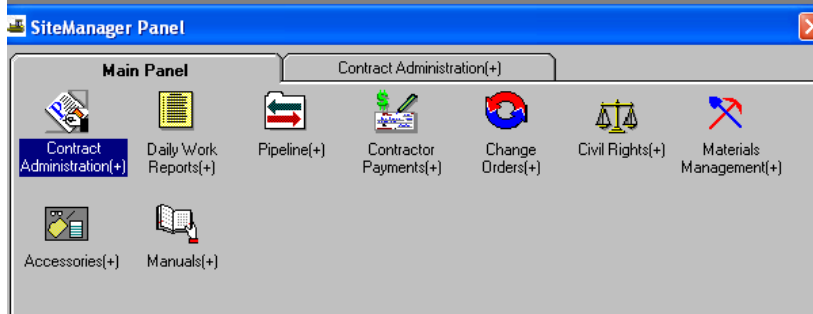 SiteManager Panel
Main Panel
Contract Administration(+)
Contract
Administration(+)
Daily Work
Reports(+)
Pipeline(+)
Contractor
Payments(+)
Change
Orders(+)
Civil Rights(+)
Materials
Management(+)
Accessories(+)
Manuals(+)